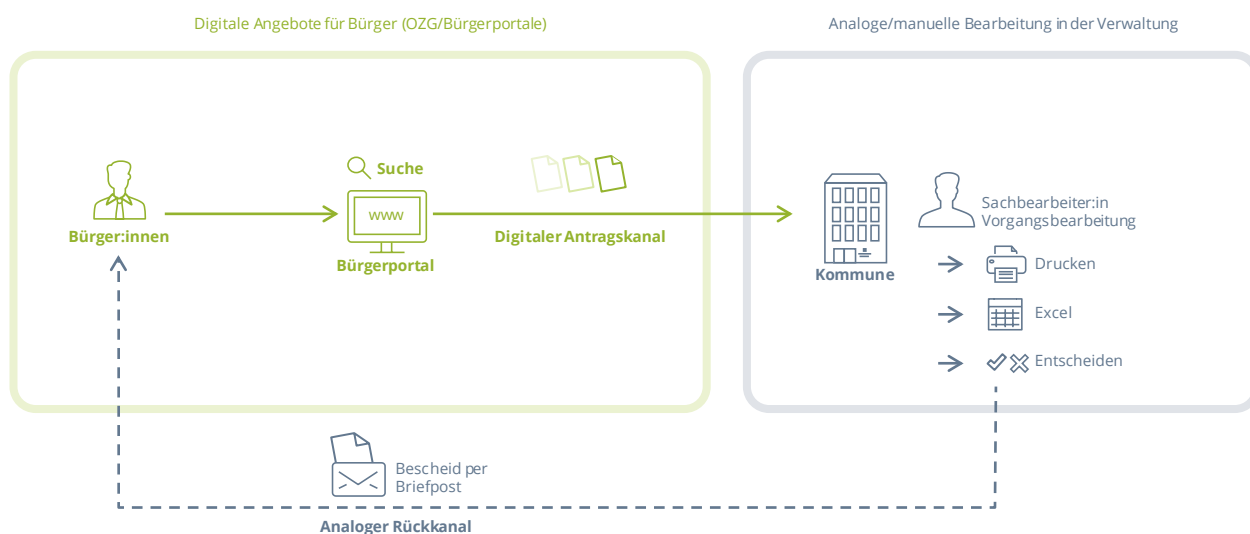 Digitale Angebote für Bürger (OZG/Bürgerportale)
Analoge/manuelle Bearbeitung in der Verwaltung
Suche
www
Bürger:innen
Bürgerportal
Digitaler Antragskanal
Kommune
Sachbearbeiter:in
Vorgangsbearbeitung
Drucken
Excel
Entscheiden
Bescheid per
Briefpost
Analoger Rückkanal